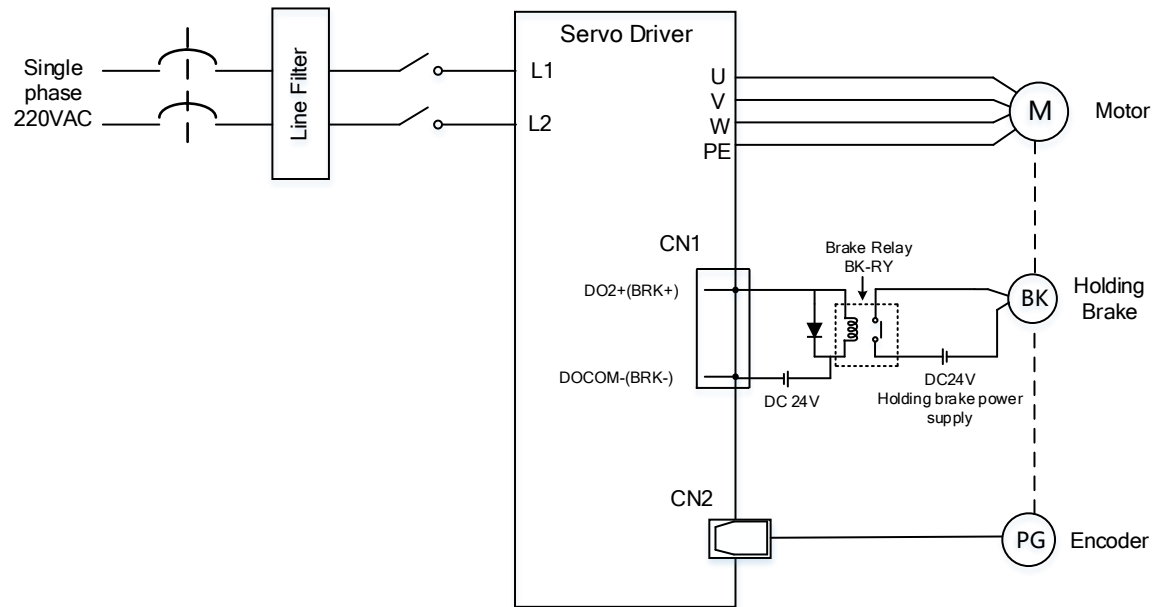 Servo Driver
Single
phase
220VAC
Line Filter
L1
L2
U
V
W
PE
M
Motor
CN1
Brake Relay
BK-RY
DO2+(BRK+)
BK
Holding
Brake
DOCOM-(BRK-)
DC 24V
DC24V
Holding brake power
supply
CN2
PG
Encoder